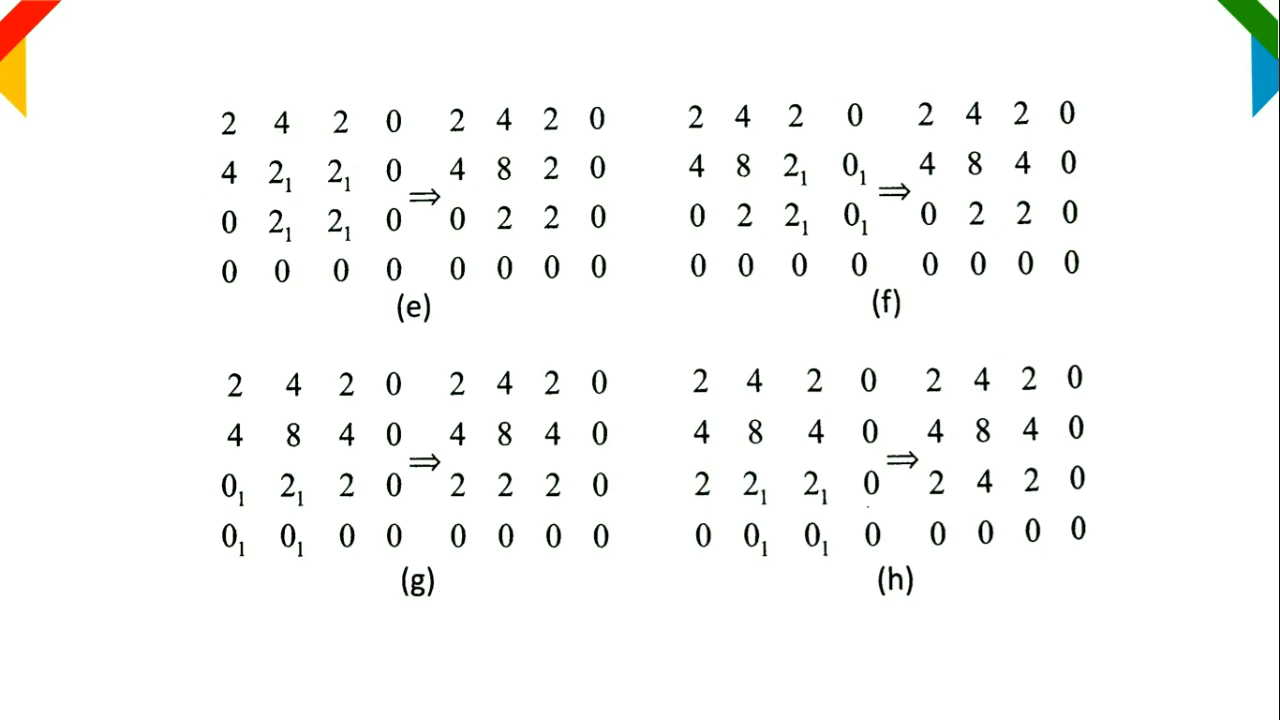 2 4 2 0 2 4 2 0
4 2₁ 2₁ 0 ⇒ 4 8 2 0
0 2₁ 2₁ 0 0 2 2 0
0 0 0 0 0 0 0 0
(e)
2 4 2 0 2 4 2 0
4 8 2₁ 0₁ ⇒ 4 8 4 0
0 2 2₁ 0₁ 0 2 2 0
0 0 0 0 0 0 0 0
(f)
2 4 2 0 2 4 2 0
4 8 4 0 ⇒ 4 8 4 0
0₁ 2₁ 2 0 2 2 2 0
0₁ 0₁ 0 0 0 0 0 0
(g)
2 4 2 0 2 4 2 0
4 8 4 0 ⇒ 4 8 4 0
2 2₁ 2₁ 0 2 4 2 0
0 0₁ 0₁ 0 0 0 0 0
(h)